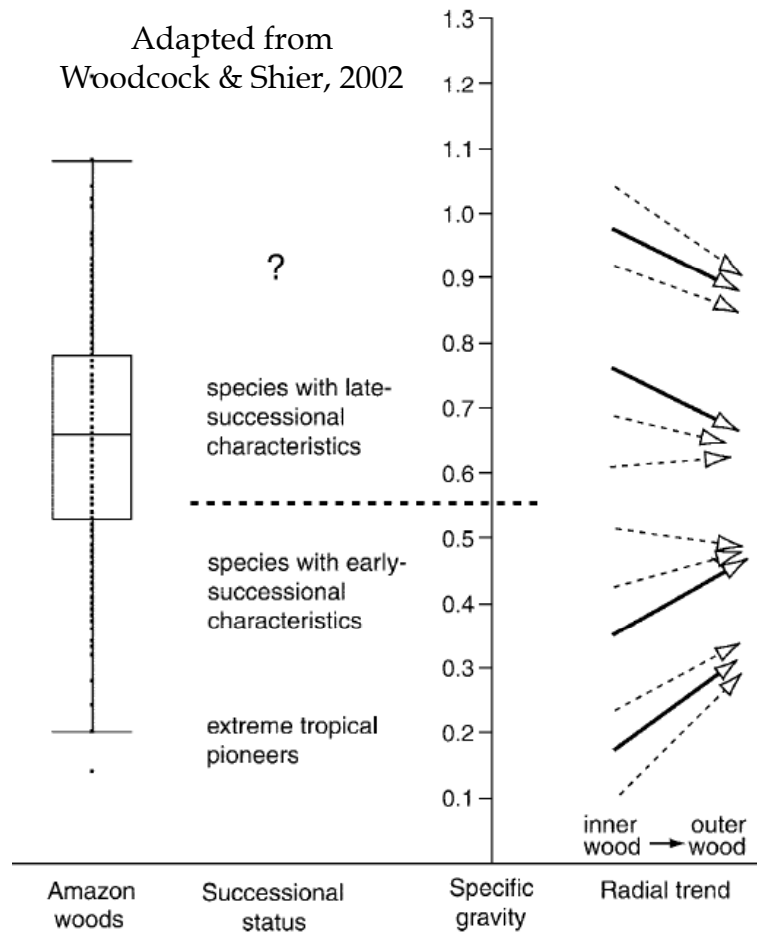 Adapted from
Woodcock & Shier, 2002
1.3
1.2
1.1
1.0
0.9
0.8
0.7
0.6
0.5
0.4
0.3
0.2
0.1
?
species with late-
successional
characteristics
species with early-
successional
characteristics
extreme tropical
pioneers
inner
wood
outer
wood
Amazon
woods
Successional
status
Specific
gravity
Radial trend